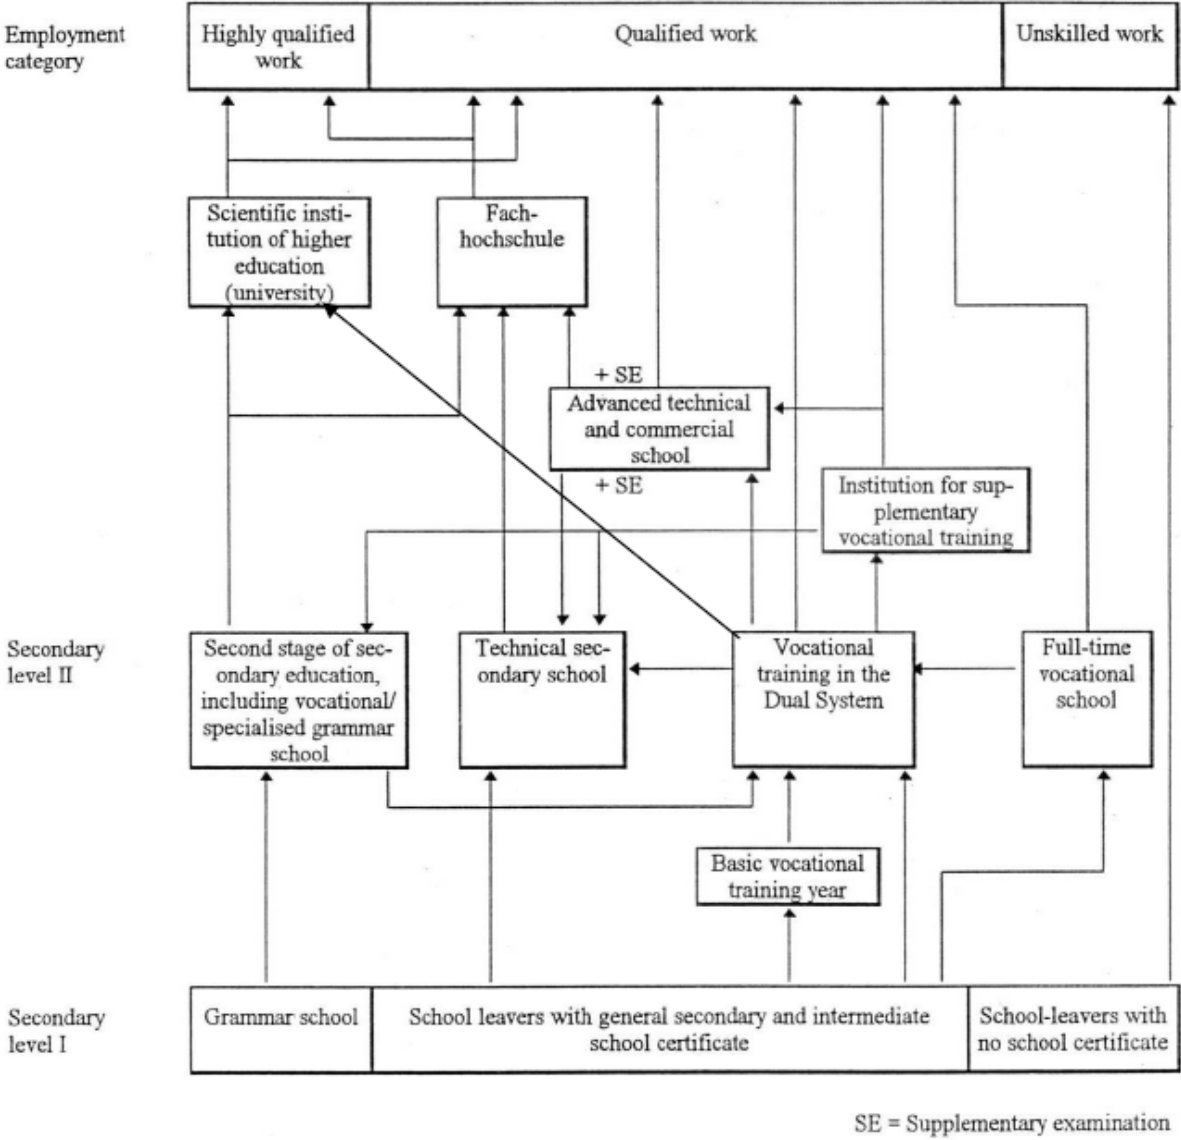 Employment
category
Highly qualified
work
Qualified work
Unskilled work
Scientific insti-
tution of higher
education
(university)
Fach-
hochschule
+ SE
Advanced technical
and commercial
school
+ SE
Institution for sup-
plementary
vocational training
Secondary
level II
Second stage of sec-
ondary education,
including vocational/
specialised grammar
school
Technical sec-
ondary school
Vocational
training in the
Dual System
Full-time
vocational
school
Basic vocational
training year
Secondary
level I
Grammar school
School leavers with general secondary and intermediate
school certificate
School-leavers with
no school certificate
SE = Supplementary examination